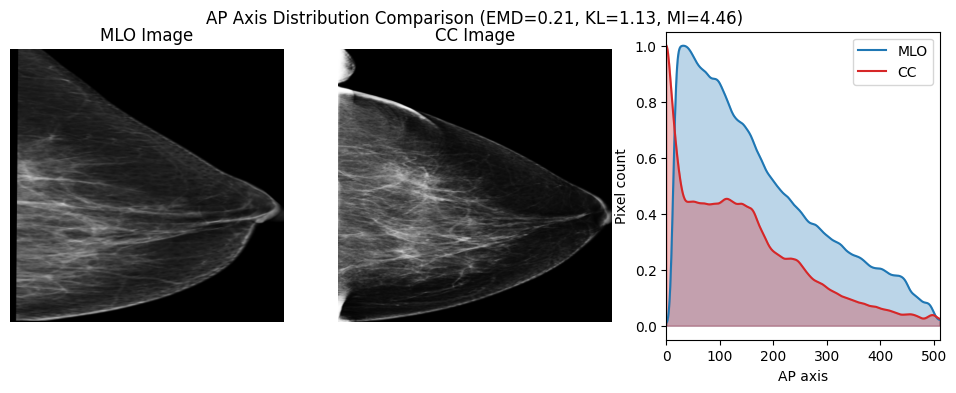 AP Axis Distribution Comparison (EMD=0.21, KL=1.13, MI=4.46)
MLO Image
CC Image
MLO
CC
Pixel count
1.0
0.8
0.6
0.4
0.2
0.0
0 100 200 300 400 500
AP axis